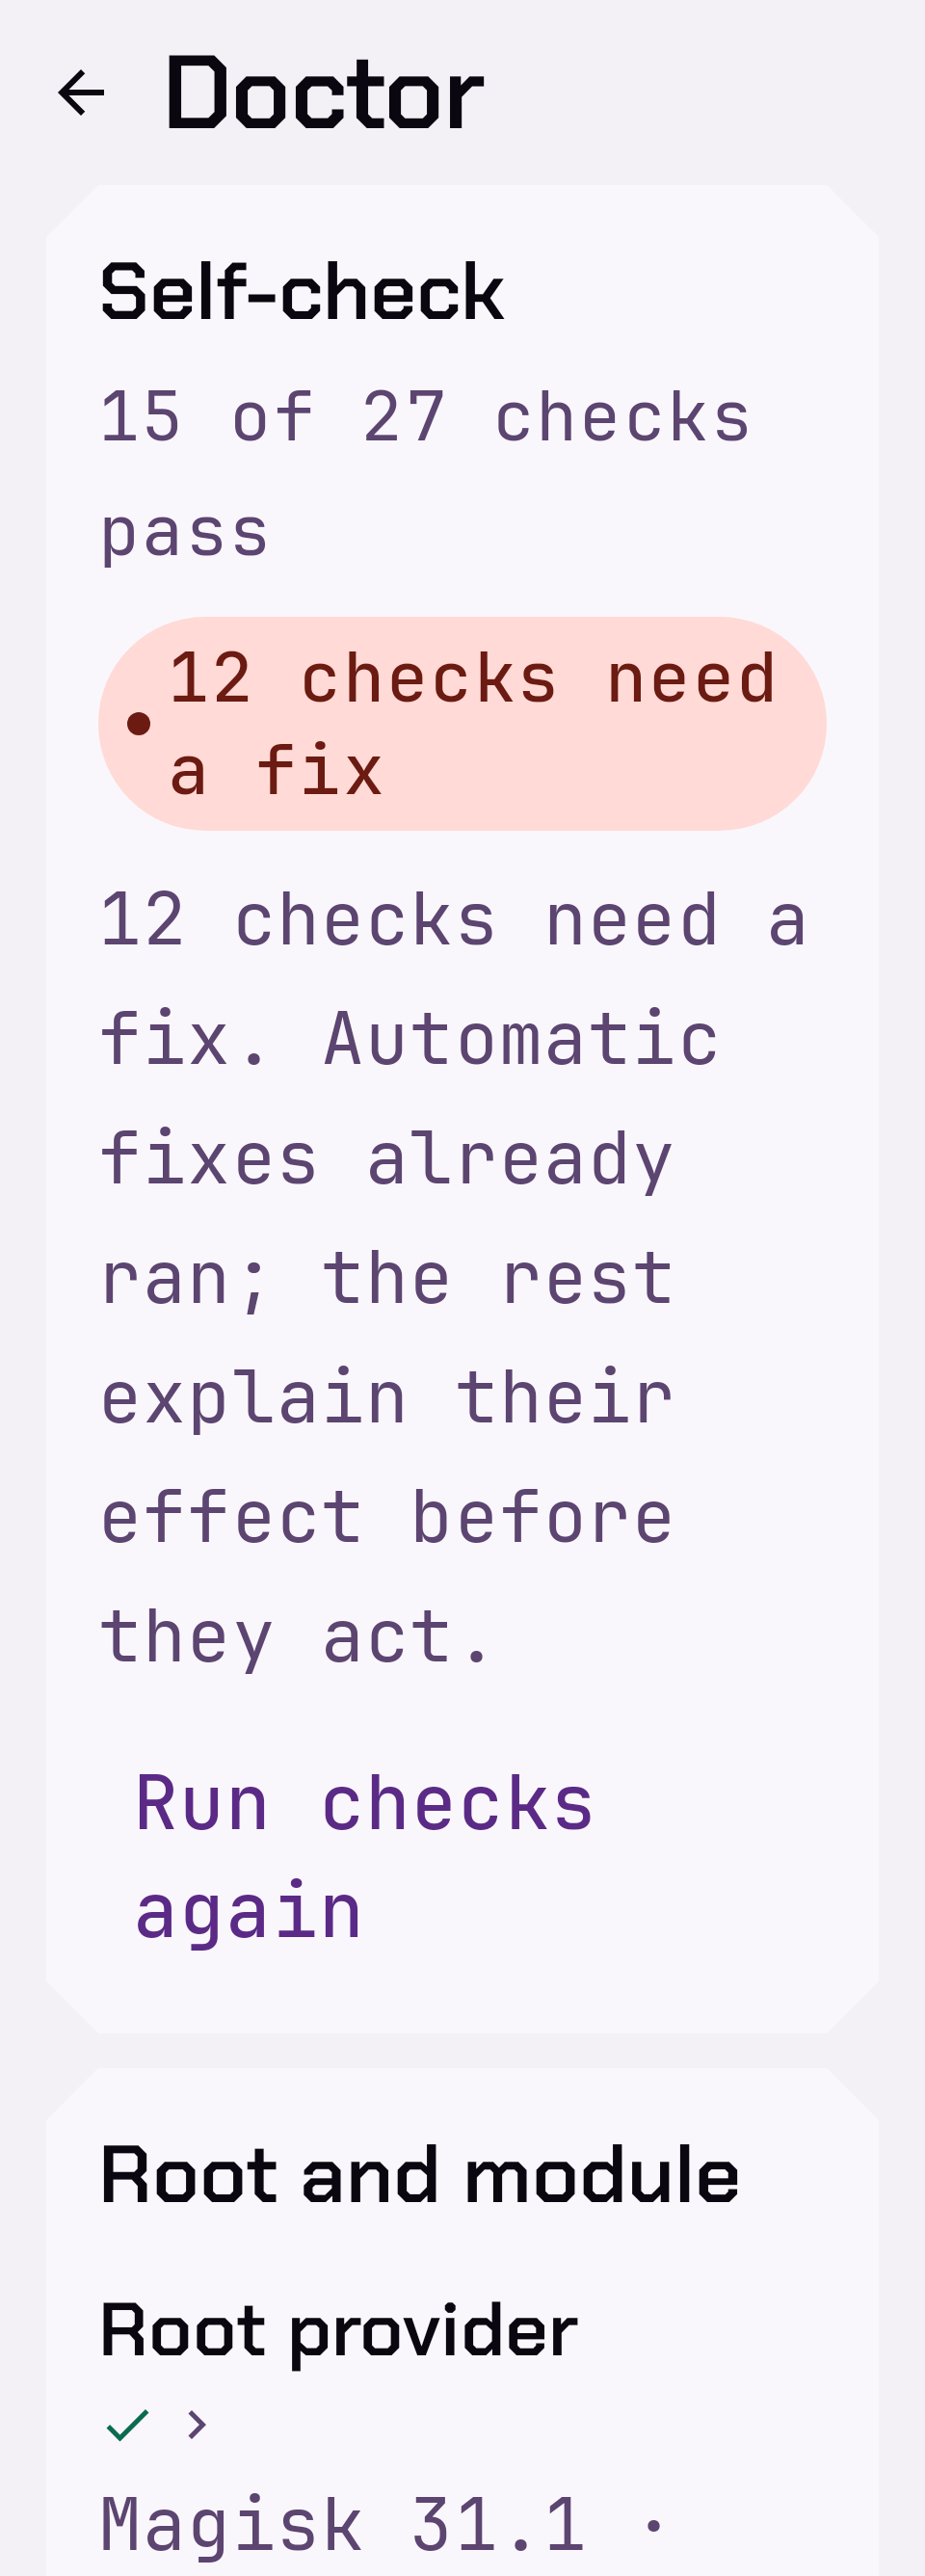 Doctor
Self-check
15 of 27 checks
pass
12 checks need
a fix
12 checks need a
fix. Automatic
fixes already
ran; the rest
explain their
effect before
they act.
Run checks
again
Root and module
Root provider
Magisk 31.1 ·